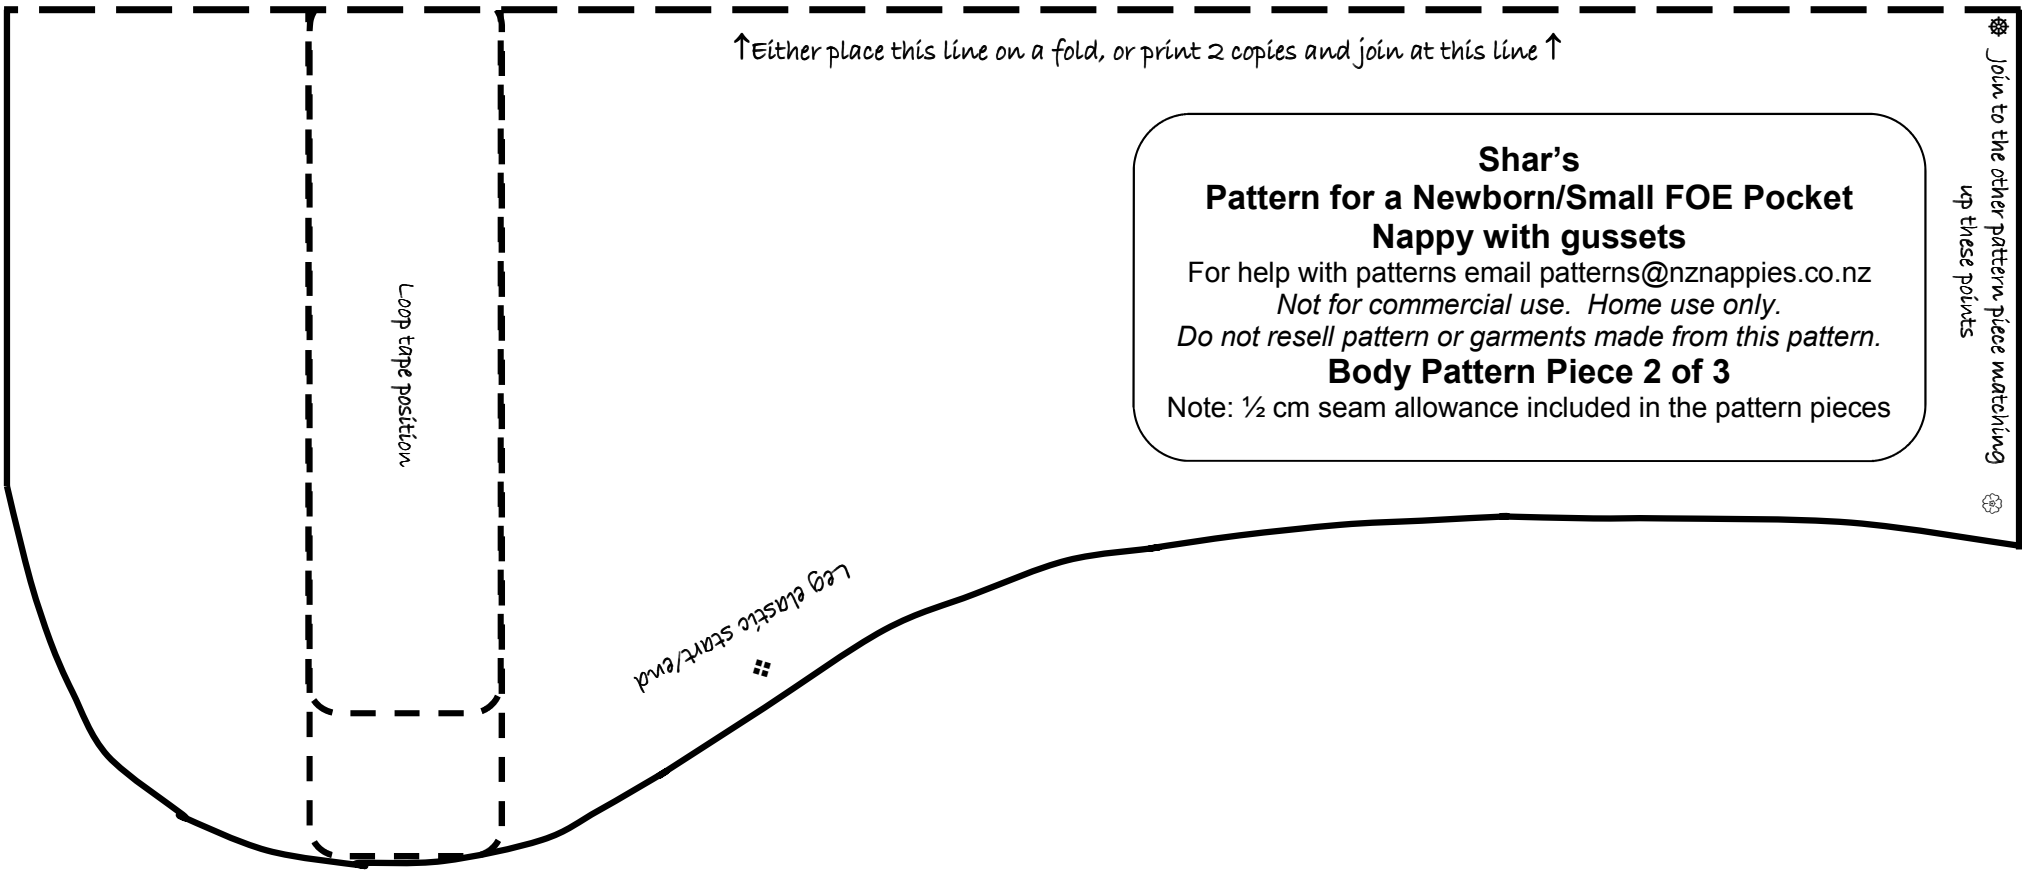 ↑Either place this line on a fold, or print 2 copies and join at this line ↑
Join to the other pattern piece matching
up these points
Shar’s
Pattern for a Newborn/Small FOE Pocket
Nappy with gussets
For help with patterns email patterns@nznappies.co.nz
Not for commercial use.  Home use only.
Do not resell pattern or garments made from this pattern.
Body Pattern Piece 2 of 3
Note: ½ cm seam allowance included in the pattern pieces
Loop tape position
Leg elastic start/end